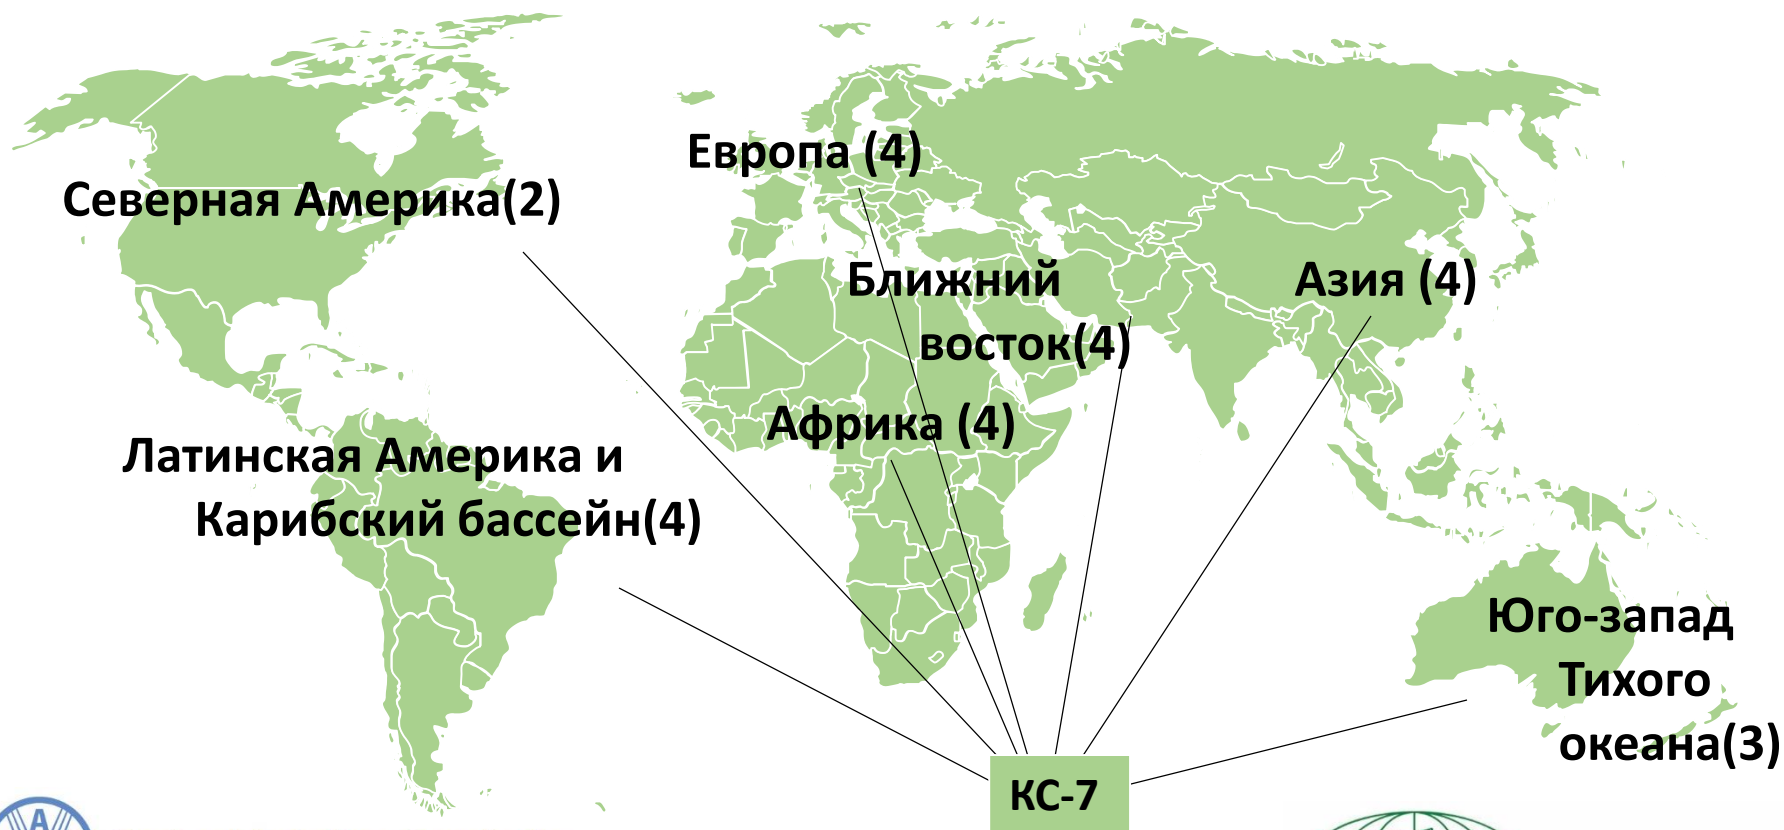 Европа (4)
Северная Америка(2)
Ближний
восток(4)
Азия (4)
Африка (4)
Латинская Америка и
Карибский бассейн(4)
Юго-запад
Тихого
океана(3)
КС-7
A